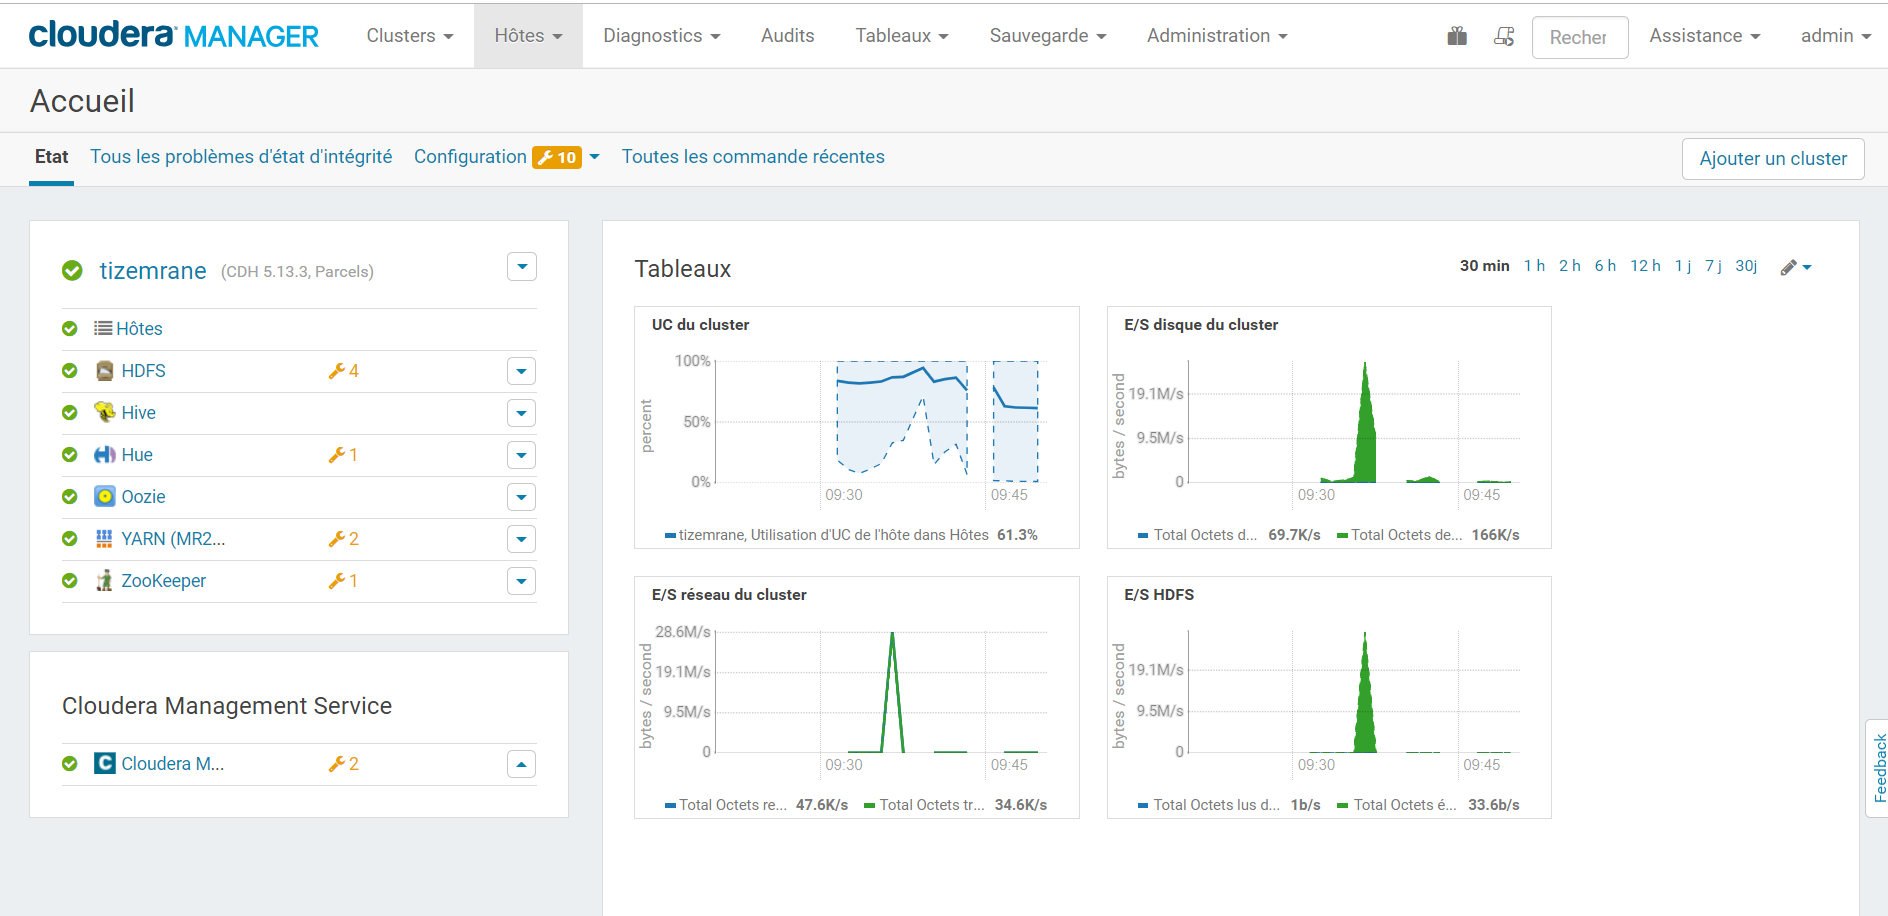 cloudera MANAGER Clusters Hôtes Diagnostics Audits Tableaux Sauvegarde Administration Recher Assistance admin
Accueil
Etat Tous les problèmes d'état d'intégrité Configuration 10 Toutes les commande récentes Ajouter un cluster
tizemrane (CDH 5.13.3, Parcels)
Hôtes
HDFS 4
Hive
Hue 1
Oozie
YARN (MR2... 2
ZooKeeper 1
Cloudera Management Service
C Cloudera M... 2
Tableaux 30 min 1 h 2 h 6 h 12 h 1 j 7 j 30j
UC du cluster
percent
100%
50%
0%
09:30 09:45
tizemrane, Utilisation d'UC de l'hôte dans Hôtes 61.3%
E/S disque du cluster
bytes / second
19.1M/s
9.5M/s
0
09:30 09:45
Total Octets d... 69.7K/s Total Octets de... 166K/s
E/S réseau du cluster
bytes / second
28.6M/s
19.1M/s
9.5M/s
0
09:30 09:45
Total Octets re... 47.6K/s Total Octets tr... 34.6K/s
E/S HDFS
bytes / second
19.1M/s
9.5M/s
0
09:30 09:45
Total Octets lus d... 1b/s Total Octets é... 33.6b/s
Feedback